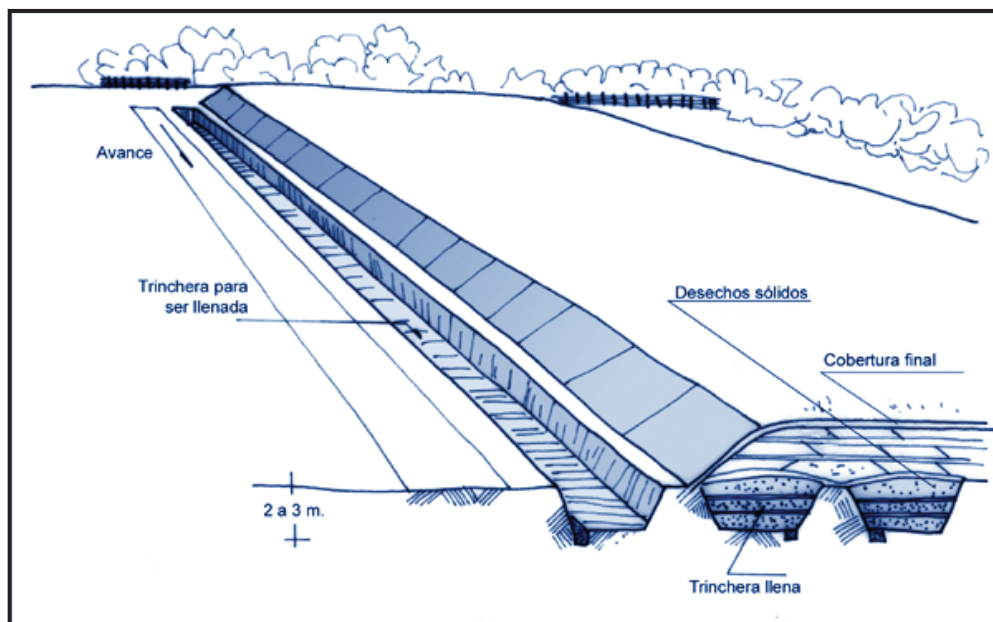 Avance
Trinchera para
ser llenada
Desechos sólidos
Cobertura final
2 a 3 m.
Trinchera llena